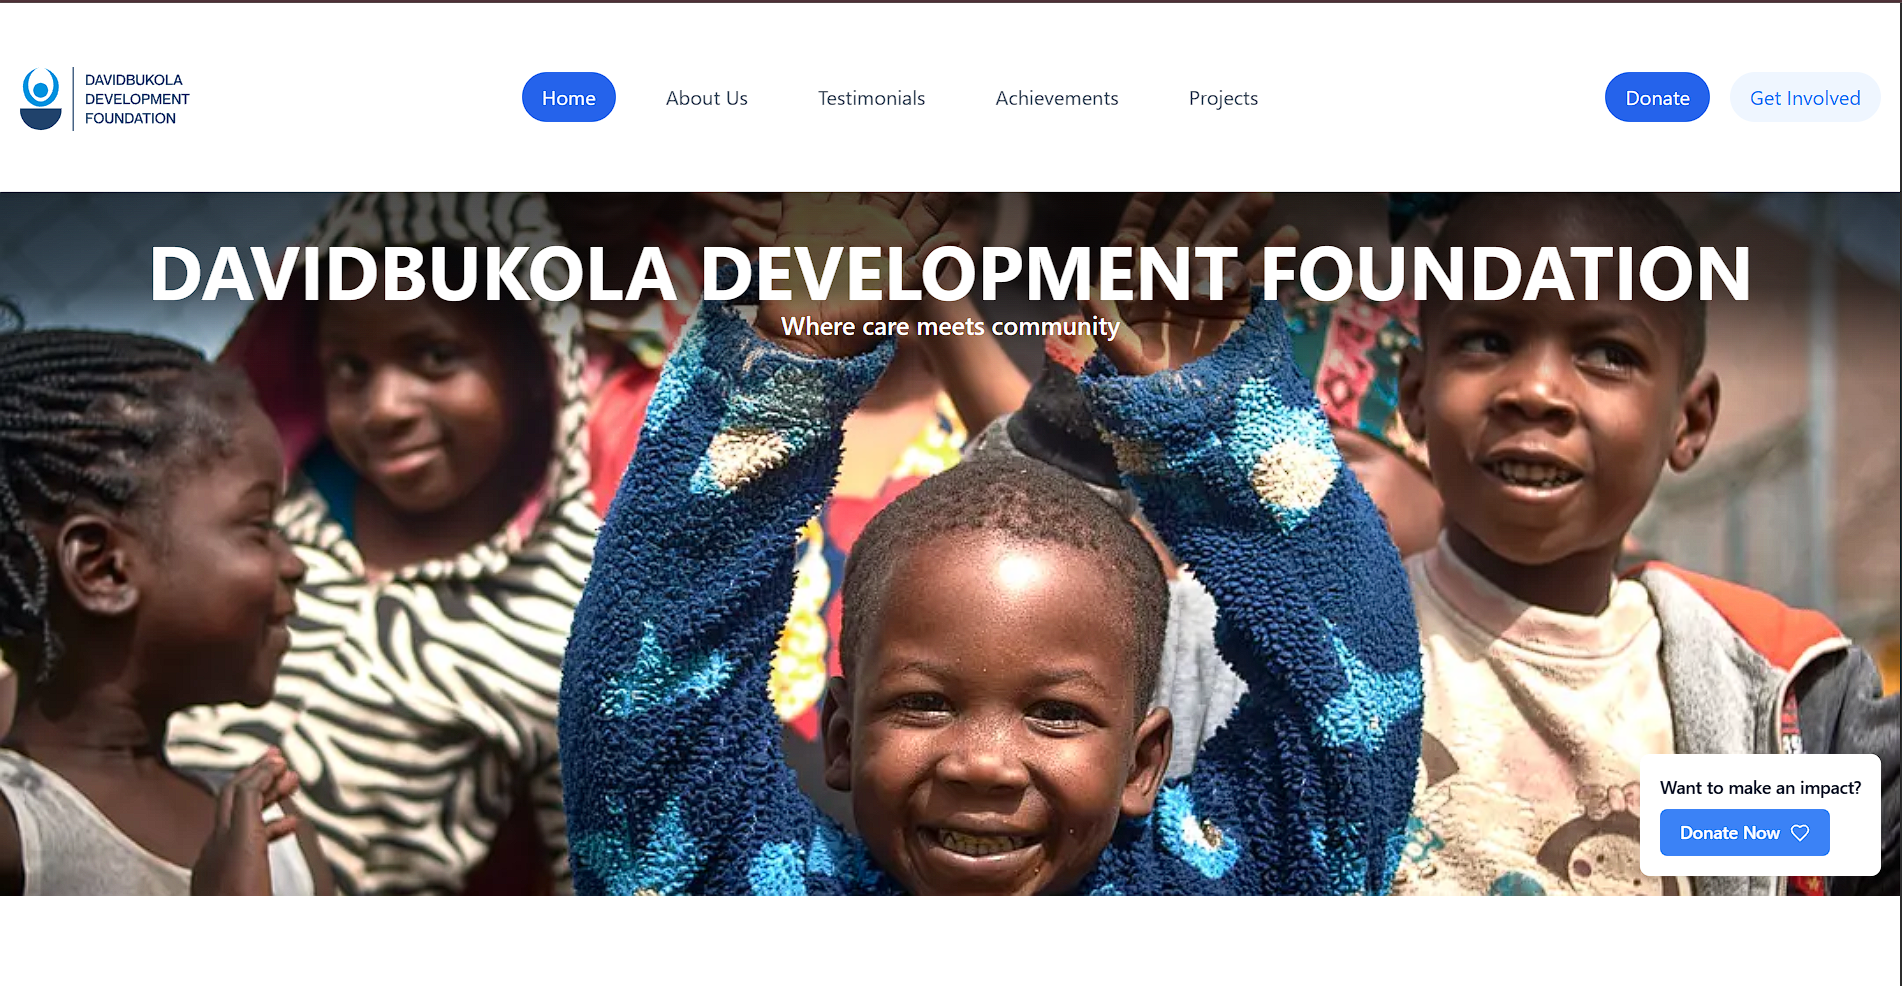 DAVIDBUKOLA
DEVELOPMENT
FOUNDATION
Home
About Us
Testimonials
Achievements
Projects
Donate
Get Involved
DAVIDBUKOLA DEVELOPMENT FOUNDATION
Where care meets community
Want to make an impact?
Donate Now